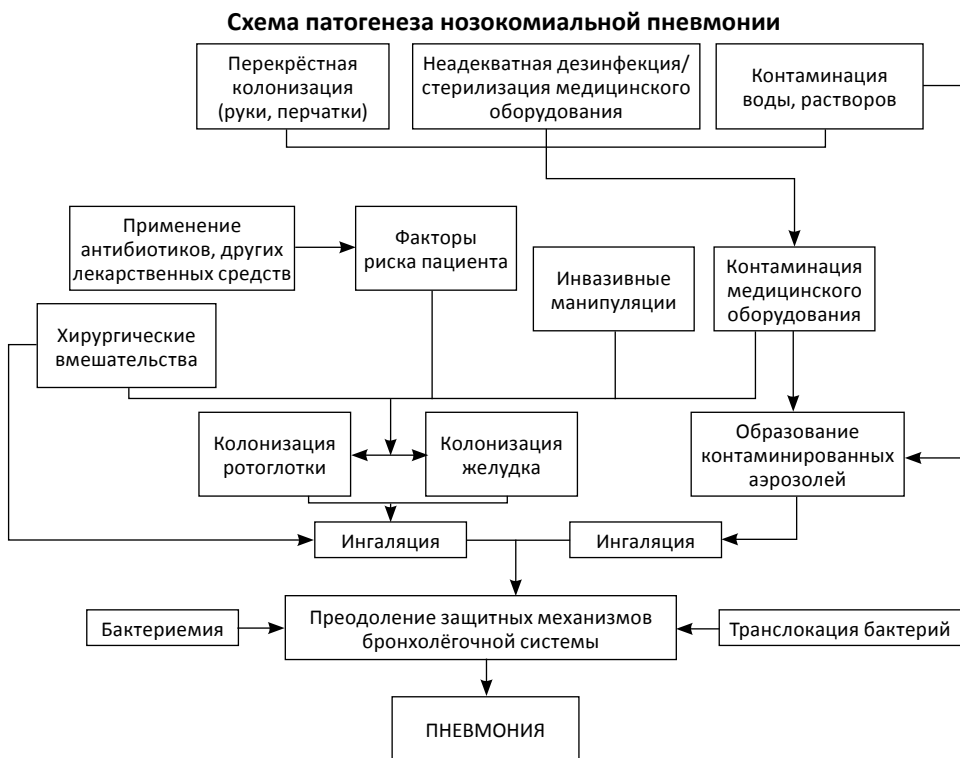 Схема патогенеза нозокомиальной пневмонии
Перекрёстная
колонизация
(руки, перчатки)
Неадекватная дезинфекция/
стерилизация медицинского
оборудования
Контаминация
воды, растворов
Применение
антибиотиков, других
лекарственных средств
Факторы
риска пациента
Инвазивные
манипуляции
Контаминация
медицинского
оборудования
Хирургические
вмешательства
Колонизация
ротоглотки
Колонизация
желудка
Образование
контаминированных
аэрозолей
Ингаляция
Ингаляция
Бактериемия
Преодоление защитных механизмов
бронхолёгочной системы
Транслокация бактерий
ПНЕВМОНИЯ